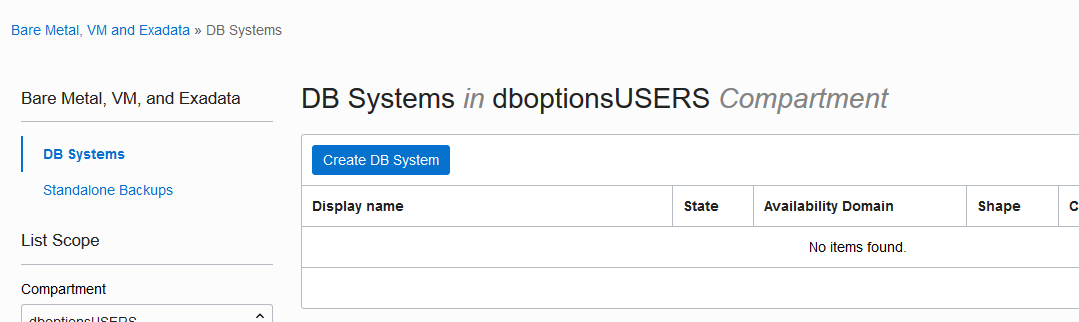 Bare Metal, VM and Exadata » DB Systems
Bare Metal, VM, and Exadata
DB Systems
Standalone Backups
List Scope
Compartment
dboptionsUSERS
DB Systems in dboptionsUSERS Compartment
Create DB System
Display name State Availability Domain Shape C
No items found.